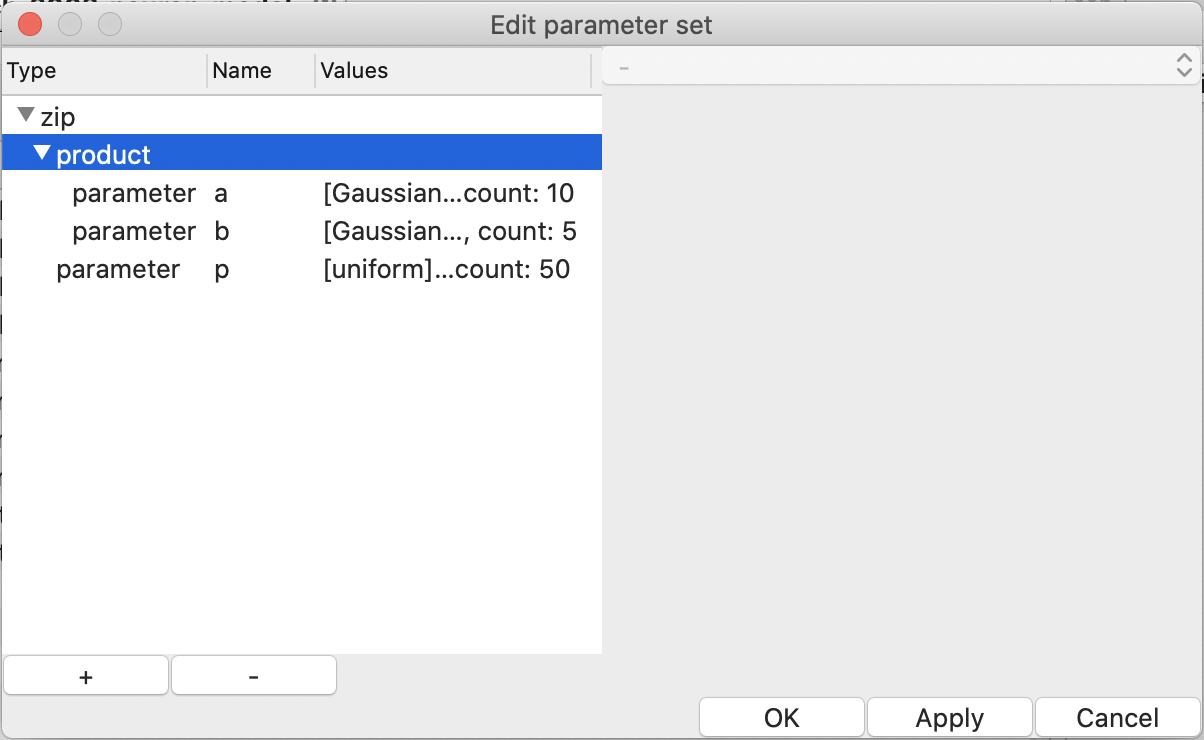 Edit parameter set
Type Name Values
-
zip
product
parameter a [Gaussian...count: 10
parameter b [Gaussian..., count: 5
parameter p [uniform]...count: 50
+ -
OK Apply Cancel